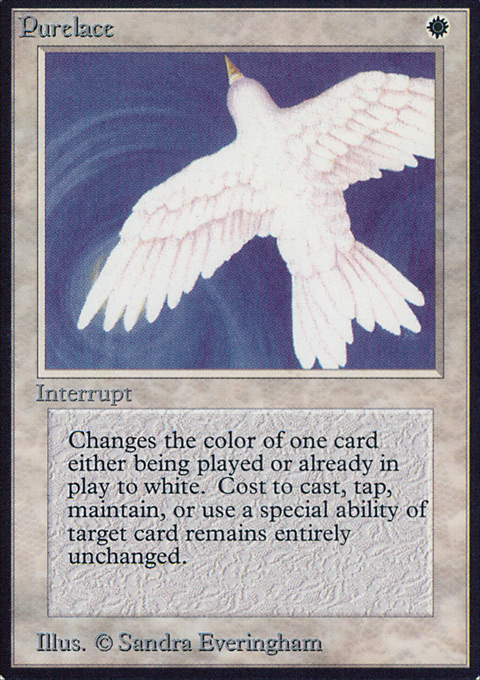 Purelace
Interrupt
Changes the color of one card
either being played or already in
play to white. Cost to cast, tap,
maintain, or use a special ability of
target card remains entirely
unchanged.
Illus. © Sandra Everingham